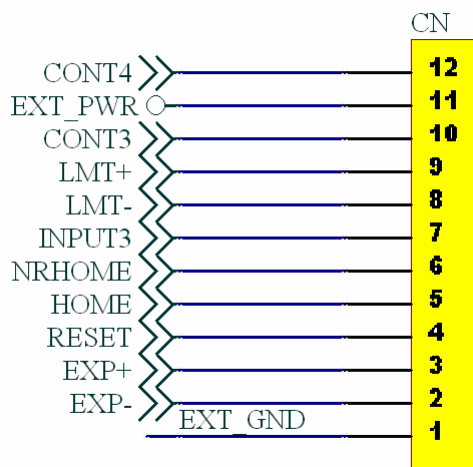 CN
CONT4 12
EXT_PWR 11
CONT3 10
LMT+ 9
LMT- 8
INPUT3 7
NRHOME 6
HOME 5
RESET 4
EXP+ 3
EXP- 2
EXT_GND 1